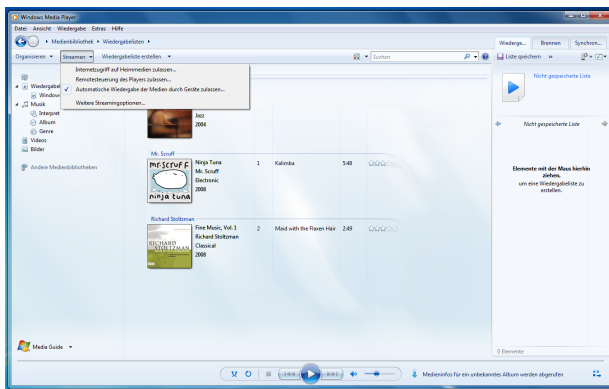 Windows Media Player
Datei Ansicht Wiedergabe Extras Hilfe
Medienbibliothek Wiedergabelisten
Wiederga... Brennen Synchron...
Organisieren Streamen Wiedergabeliste erstellen Suchen Liste speichern
Internetzugriff auf Heimmedien zulassen...
Remotesteuerung des Players zulassen...
Automatische Wiedergabe der Medien durch Geräte zulassen...
Weitere Streamingoptionen...
Wiedergabel
Window
Musik
Interpret
Album
Genre
Videos
Bilder
Andere Medienbibliotheken
Jazz
2004
Mr. Scruff
MR.SCRUFF
ninja tuna
Ninja Tuna 1 Kalimba 5:48
Mr. Scruff
Electronic
2008
Richard Stoltzman
RICHARD
STOLTZMAN
Fine Music, Vol. 1 2 Maid with the Flaxen Hair 2:49
Richard Stoltzman
Classical
2008
Nicht gespeicherte Liste
Nicht gespeicherte Liste
Elemente mit der Maus hierhin
ziehen,
um eine Wiedergabeliste zu
erstellen.
0 Elemente
Media Guide
Medieninfos für ein unbekanntes Album werden abgerufen